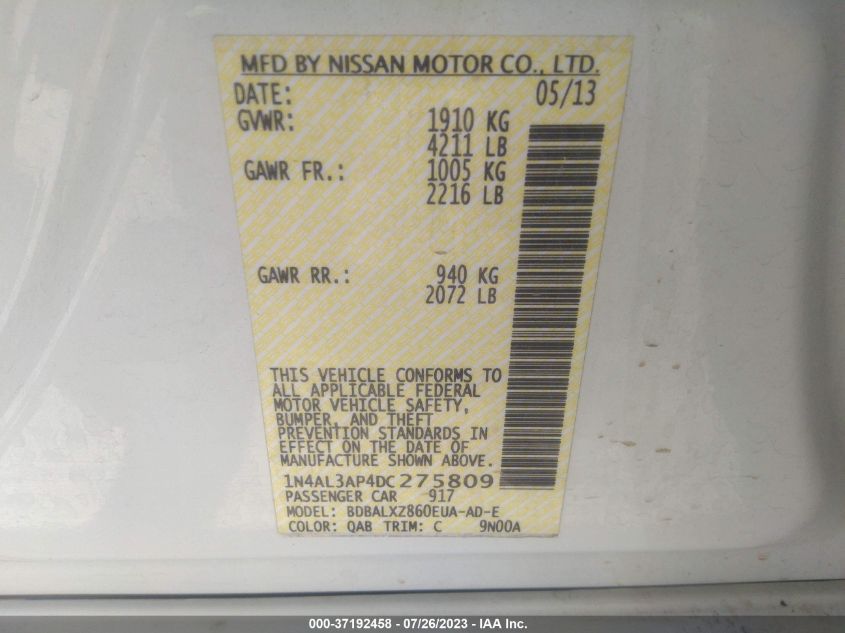 MFD BY NISSAN MOTOR CO., LTD.
DATE: 05/13
GVWR: 1910 KG
4211 LB
GAWR FR.: 1005 KG
2216 LB
GAWR RR.: 940 KG
2072 LB
THIS VEHICLE CONFORMS TO
ALL APPLICABLE FEDERAL
MOTOR VEHICLE SAFETY,
BUMPER, AND THEFT
PREVENTION STANDARDS IN
EFFECT ON THE DATE OF
MANUFACTURE SHOWN ABOVE.
1N4AL3AP4DC275809
PASSENGER CAR 917
MODEL: BDBALXZ860EUA-AD-E
COLOR: QAB TRIM: C 9N00A
000-37192458 - 07/26/2023 - IAA Inc.